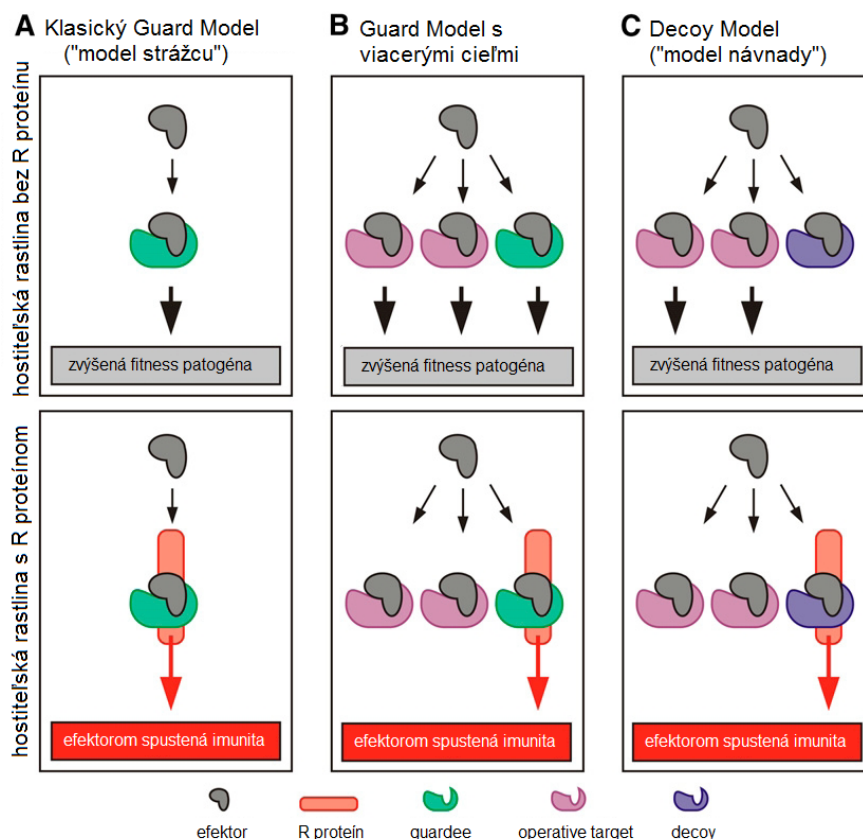 A Klasický Guard Model
("model strážcu")
B Guard Model s
viacerými cieľmi
C Decoy Model
("model návnady")
hostiteľská rastlina bez R proteínu
zvýšená fitness patogéna
zvýšená fitness patogéna
zvýšená fitness patogéna
hostiteľská rastlina s R proteínom
efektorom spustená imunita
efektorom spustená imunita
efektorom spustená imunita
efektor
R proteín
guardee
operative target
decoy